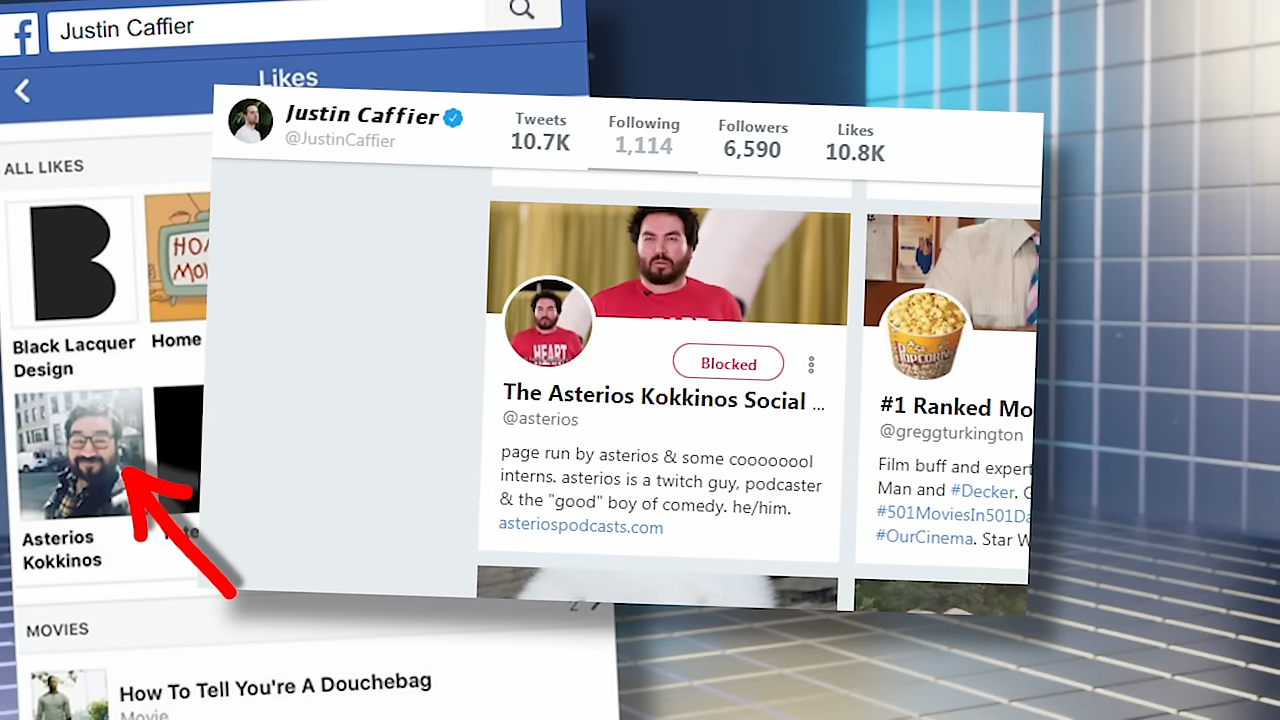 f
Justin Caffier
Likes
ALL LIKES
Black Lacquer
Design
Home
Asterios
Kokkinos
MOVIES
How To Tell You're A Douchebag
Movie
Justin Caffier
@JustinCaffier
Tweets
10.7K
Following
1,114
Followers
6,590
Likes
10.8K
HEART
HEART
Blocked
The Asterios Kokkinos Social ...
@asterios
page run by asterios & some coooooool
interns. asterios is a twitch guy, podcaster
& the "good" boy of comedy. he/him.
asteriospodcasts.com
POPCORN
#1 Ranked Mo
@greggturkington
Film buff and expert
Man and #Decker.
#501MoviesIn501Da
#OurCinema. Star W